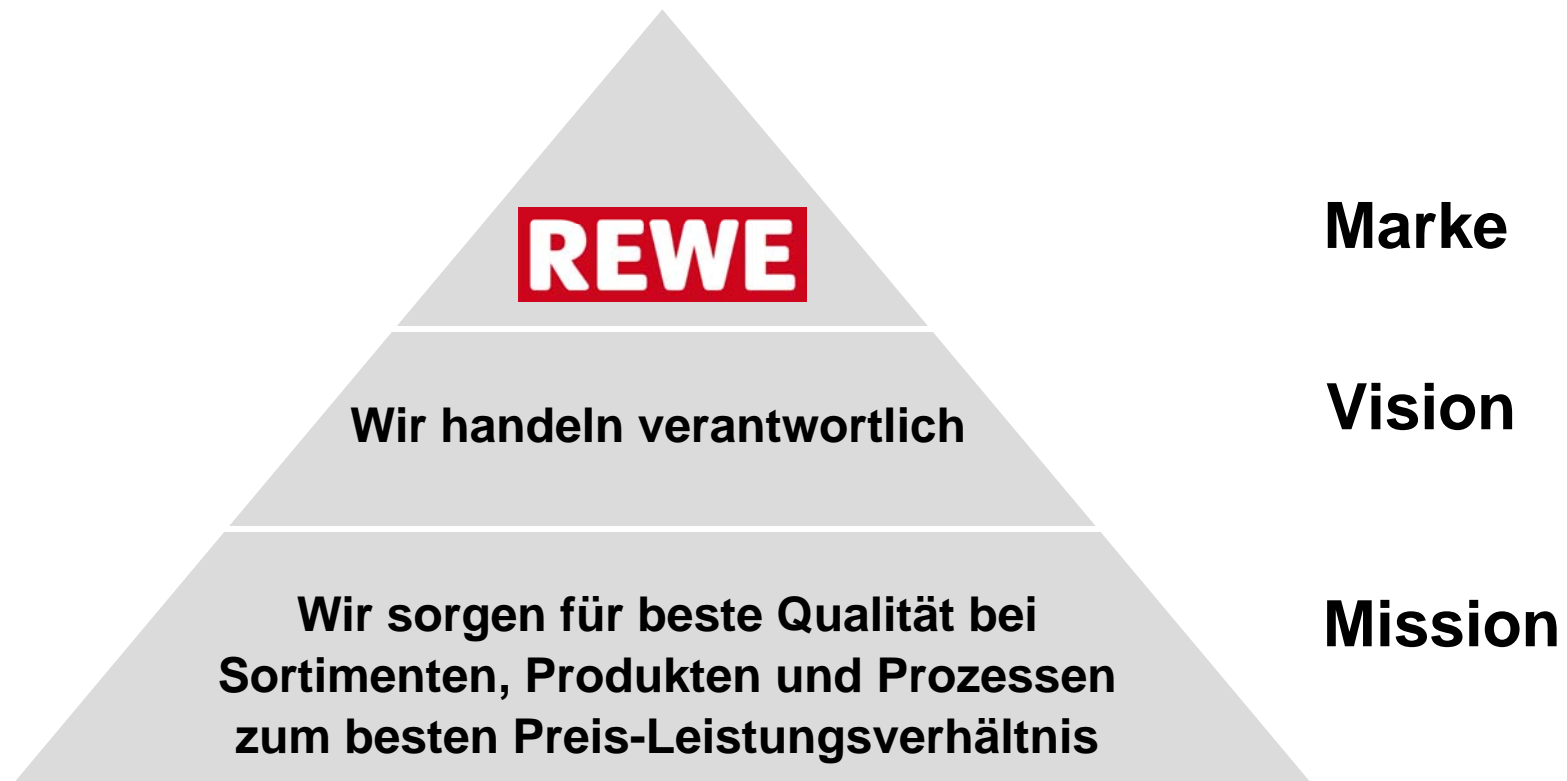 REWE
Marke
Wir handeln verantwortlich
Vision
Wir sorgen für beste Qualität bei
Sortimenten, Produkten und Prozessen
zum besten Preis-Leistungsverhältnis
Mission